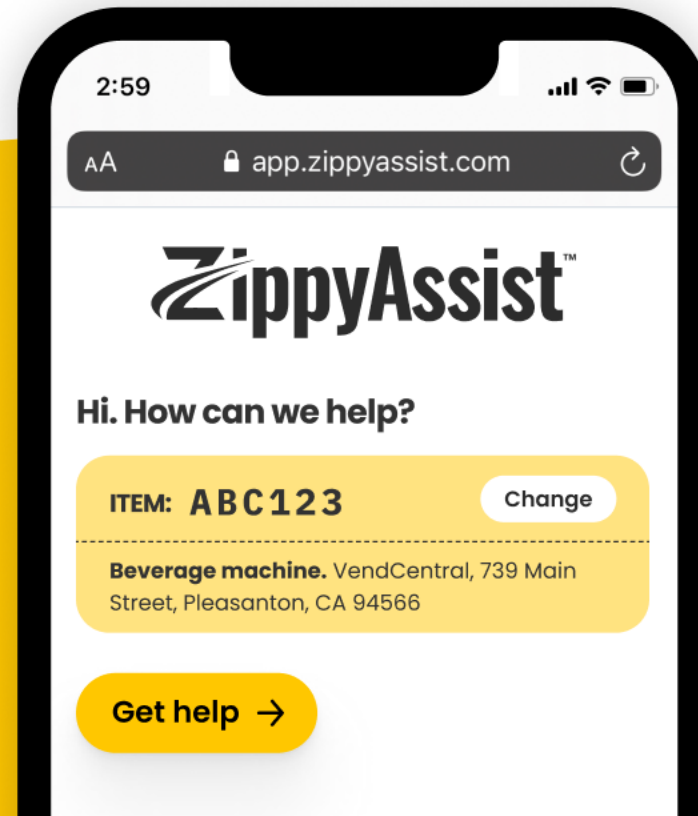 2:59
AA app.zippyassist.com
ZippyAssist™
Hi. How can we help?
ITEM: ABC123 Change
Beverage machine. VendCentral, 739 Main
Street, Pleasanton, CA 94566
Get help →